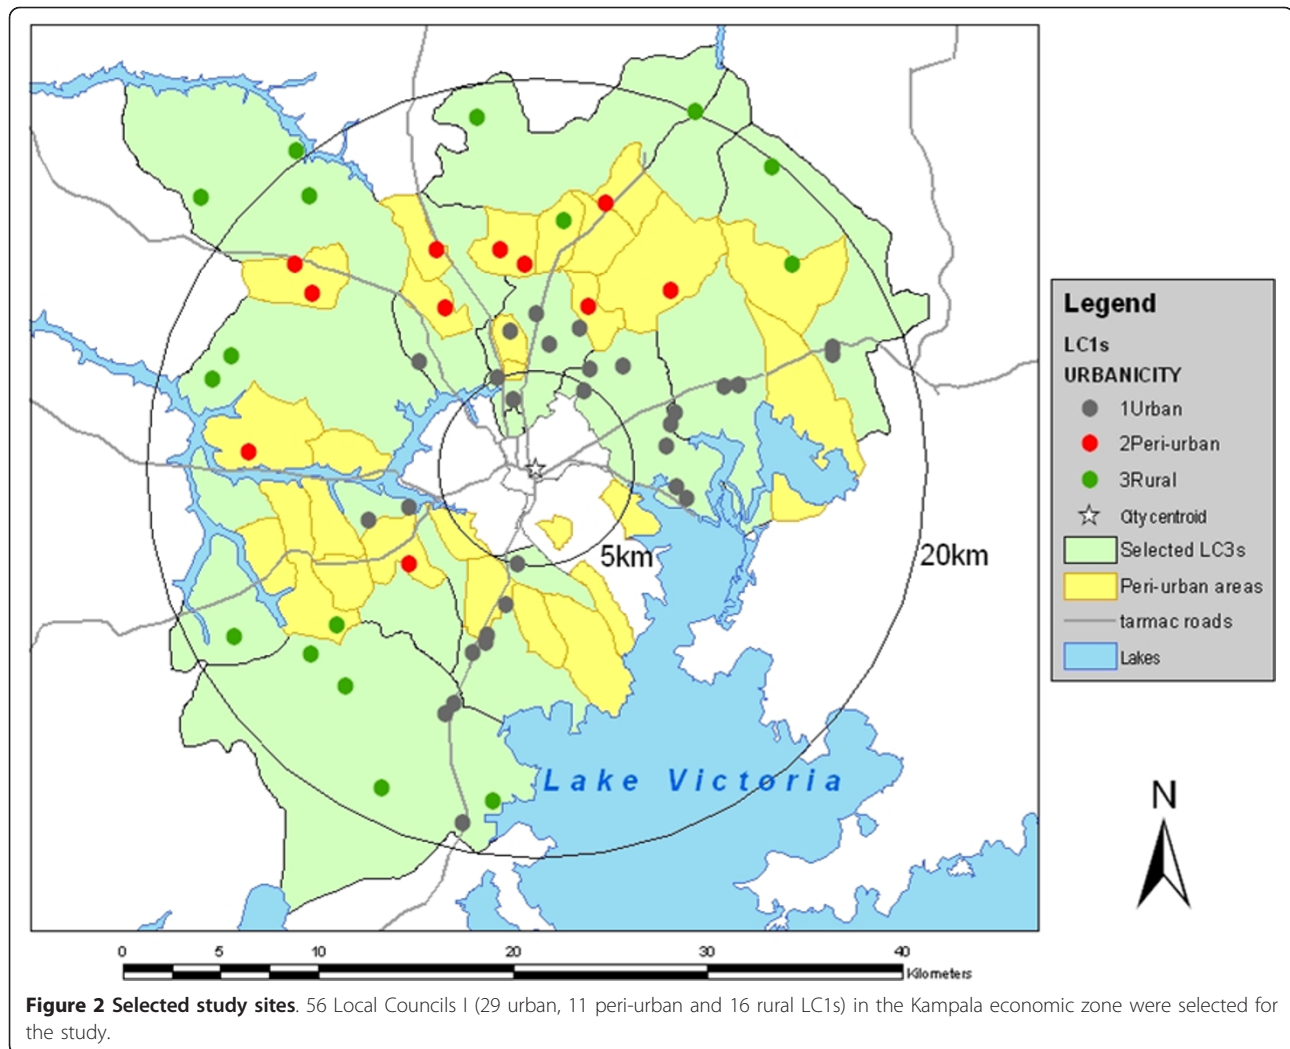 5km
20km
Lake Victoria
Legend
LC1s
URBANICITY
1Urban
2Peri-urban
3Rural
City centroid
Selected LC3s
Peri-urban areas
tarmac roads
Lakes
N
0 5 10 20 30 40
Kilometers
Figure 2 Selected study sites. 56 Local Councils I (29 urban, 11 peri-urban and 16 rural LC1s) in the Kampala economic zone were selected for
the study.